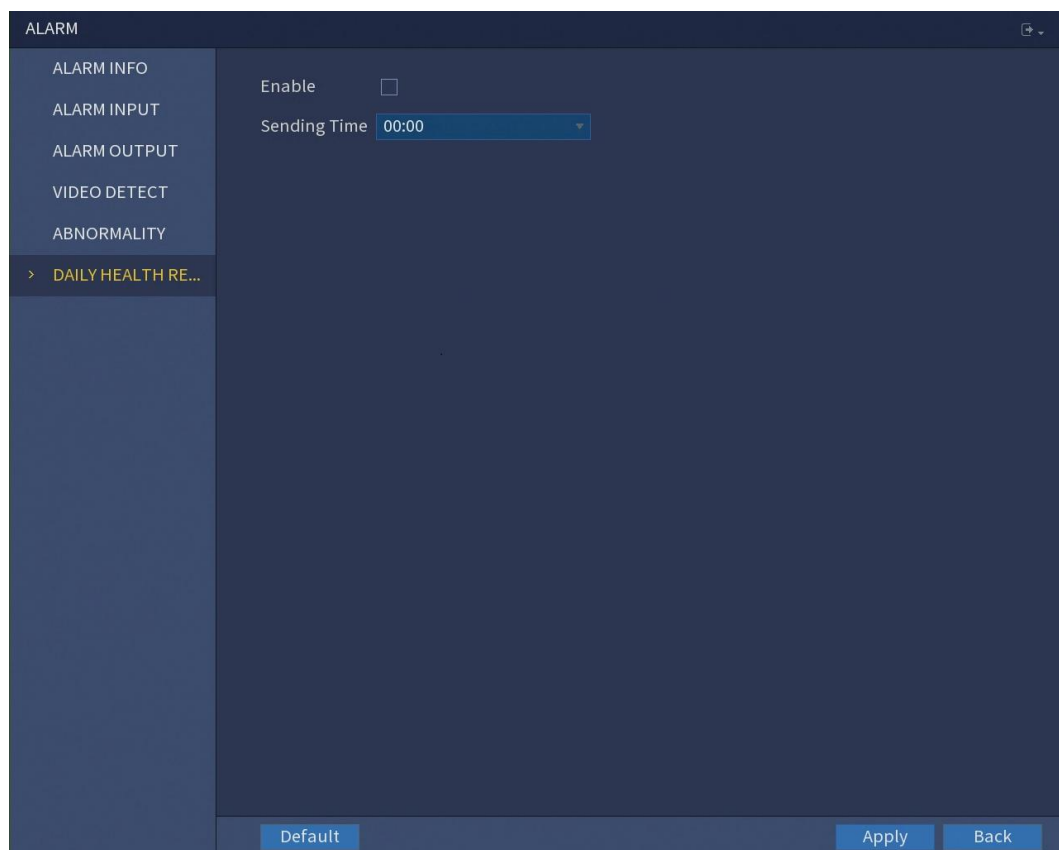 ALARM
ALARM INFO
ALARM INPUT
ALARM OUTPUT
VIDEO DETECT
ABNORMALITY
DAILY HEALTH RE...
Enable
Sending Time 00:00
Default Apply Back